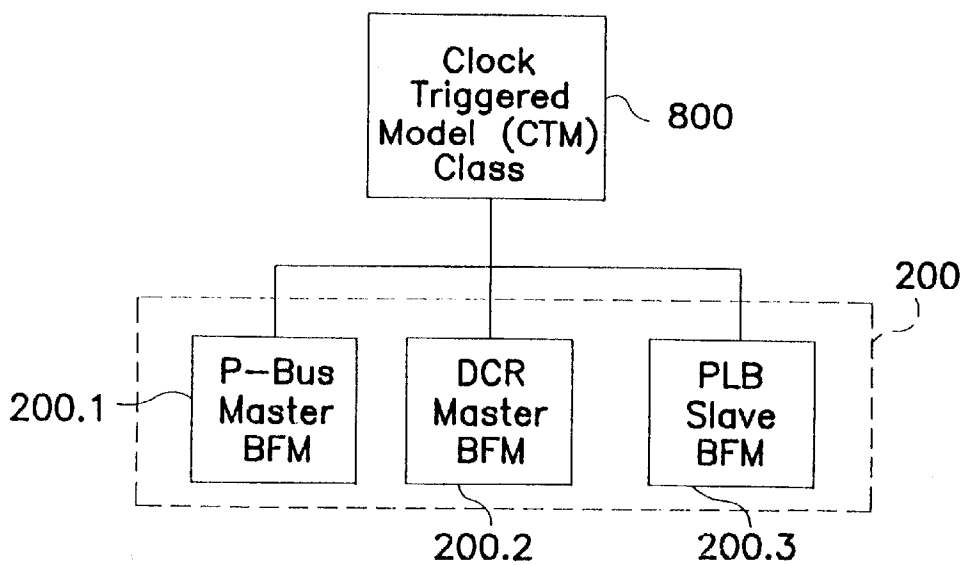 Clock
Triggered
Model (CTM)
Class
800
200
P-Bus
Master
BFM
200.1
DCR
Master
BFM
200.2
PLB
Slave
BFM
200.3